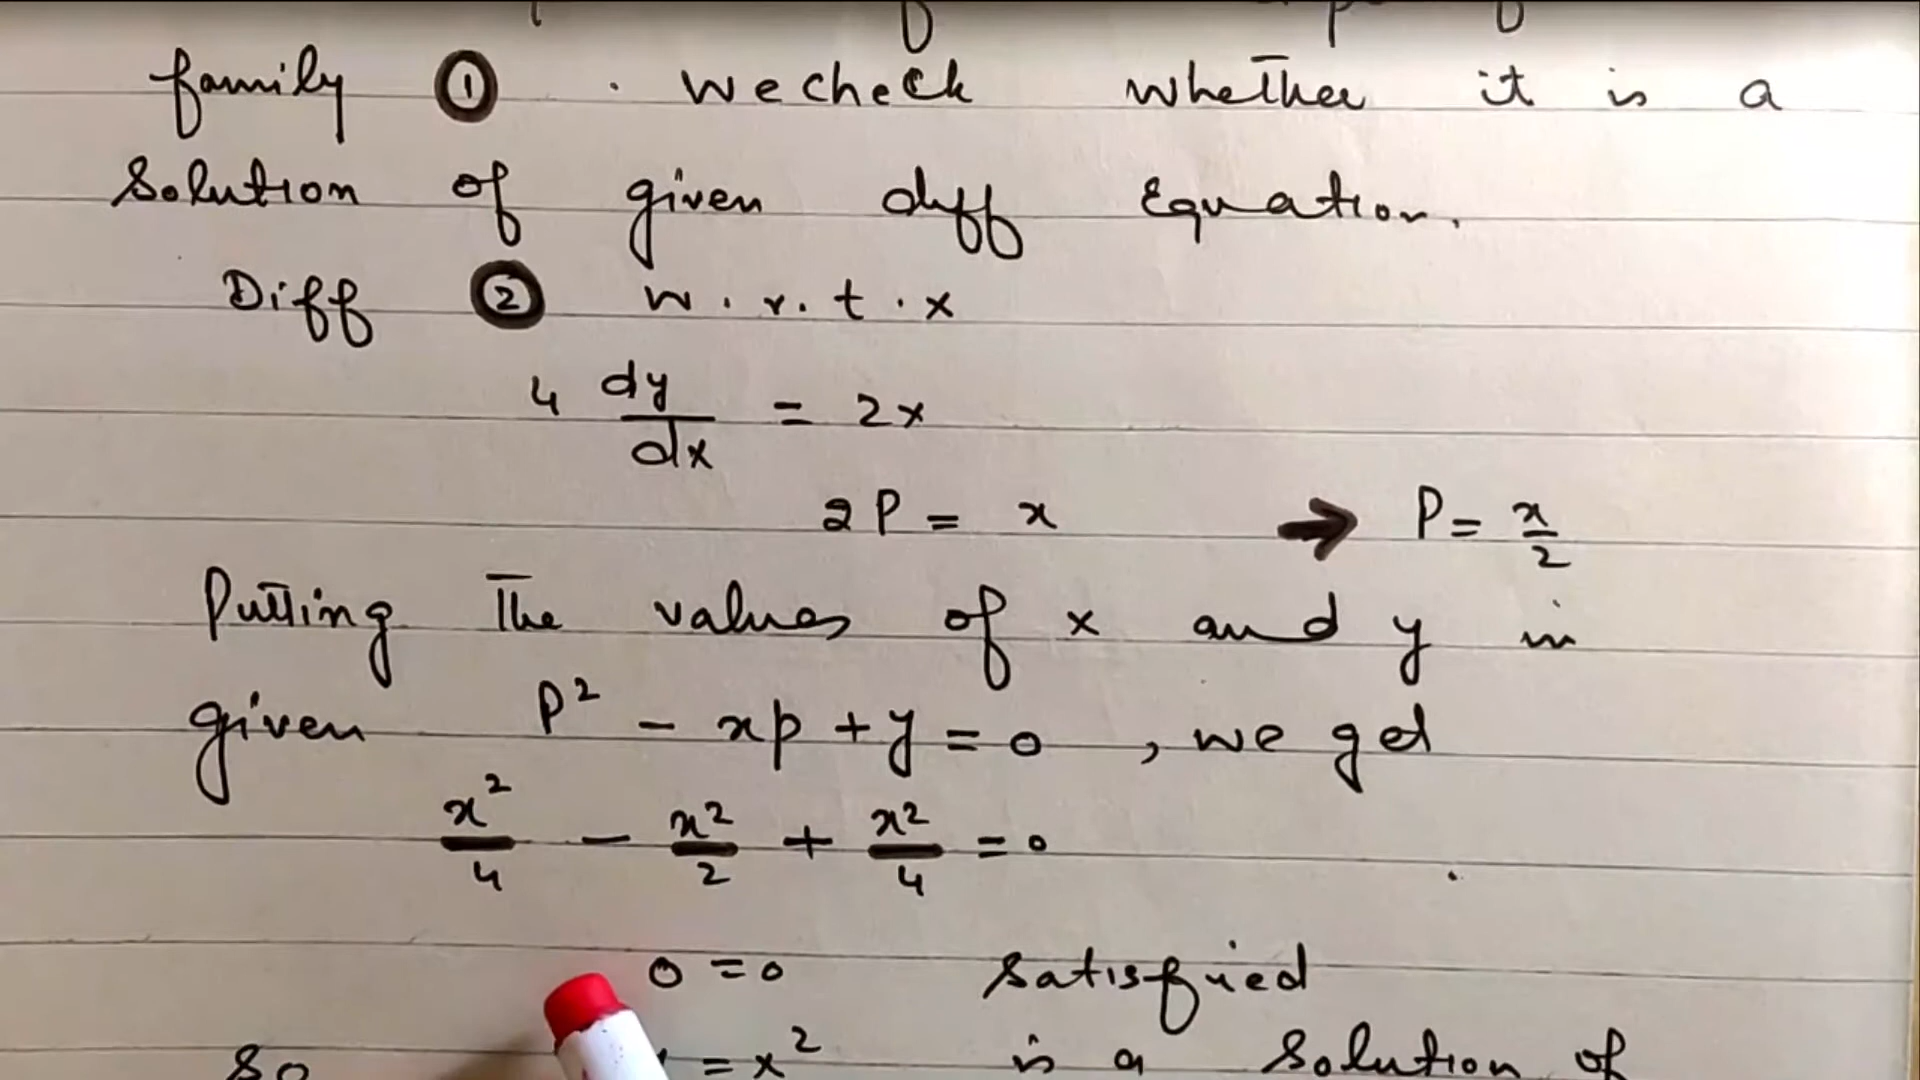 family ① . we check whether it is a
solution of given diff Equation.
Diff ② w.r.t.x
4 dy/dx = 2x
2P = x → P = x/2
Putting The values of x and y in
given P² - xp + y = 0 , we get
x²/4 - x²/2 + x²/4 = 0
0 = 0 satisfied
So = x² is a solution of